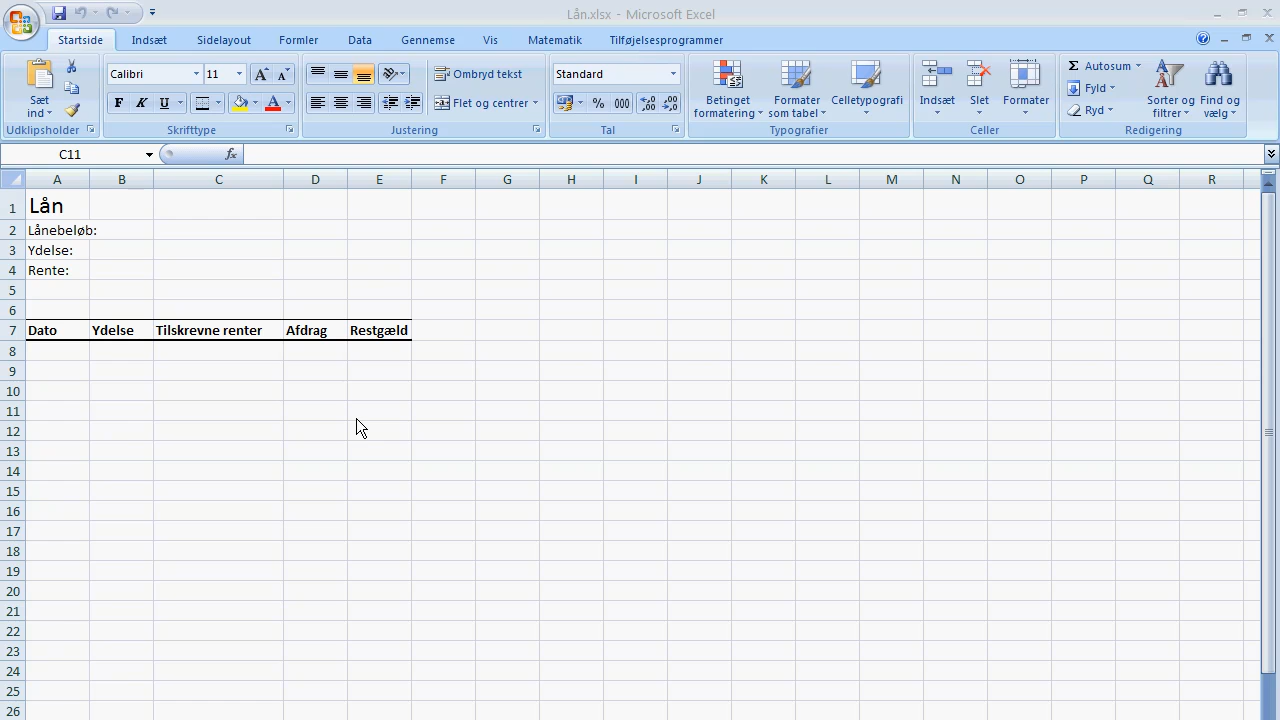 Lån.xlsx - Microsoft Excel
Startside Indsæt Sidelayout Formler Data Gennemse Vis Matematik Tilføjelsesprogrammer
Sæt ind
Udklipsholder
Calibri 11
F K U
Skrifttype
Ombryd tekst
Flet og centrer
Justering
Standard
% 000
Tal
Betinget formatering
Formater som tabel
Celletypografi
Typografier
Indsæt Slet Formater
Celler
Σ Autosum
Fyld
Ryd
Sorter og filtrer
Find og vælg
Redigering
C11 fx
A B C D E F G H I J K L M N O P Q R
1 Lån
2 Lånebeløb:
3 Ydelse:
4 Rente:
5
6
7 Dato Ydelse Tilskrevne renter Afdrag Restgæld
8
9
10
11
12
13
14
15
16
17
18
19
20
21
22
23
24
25
26